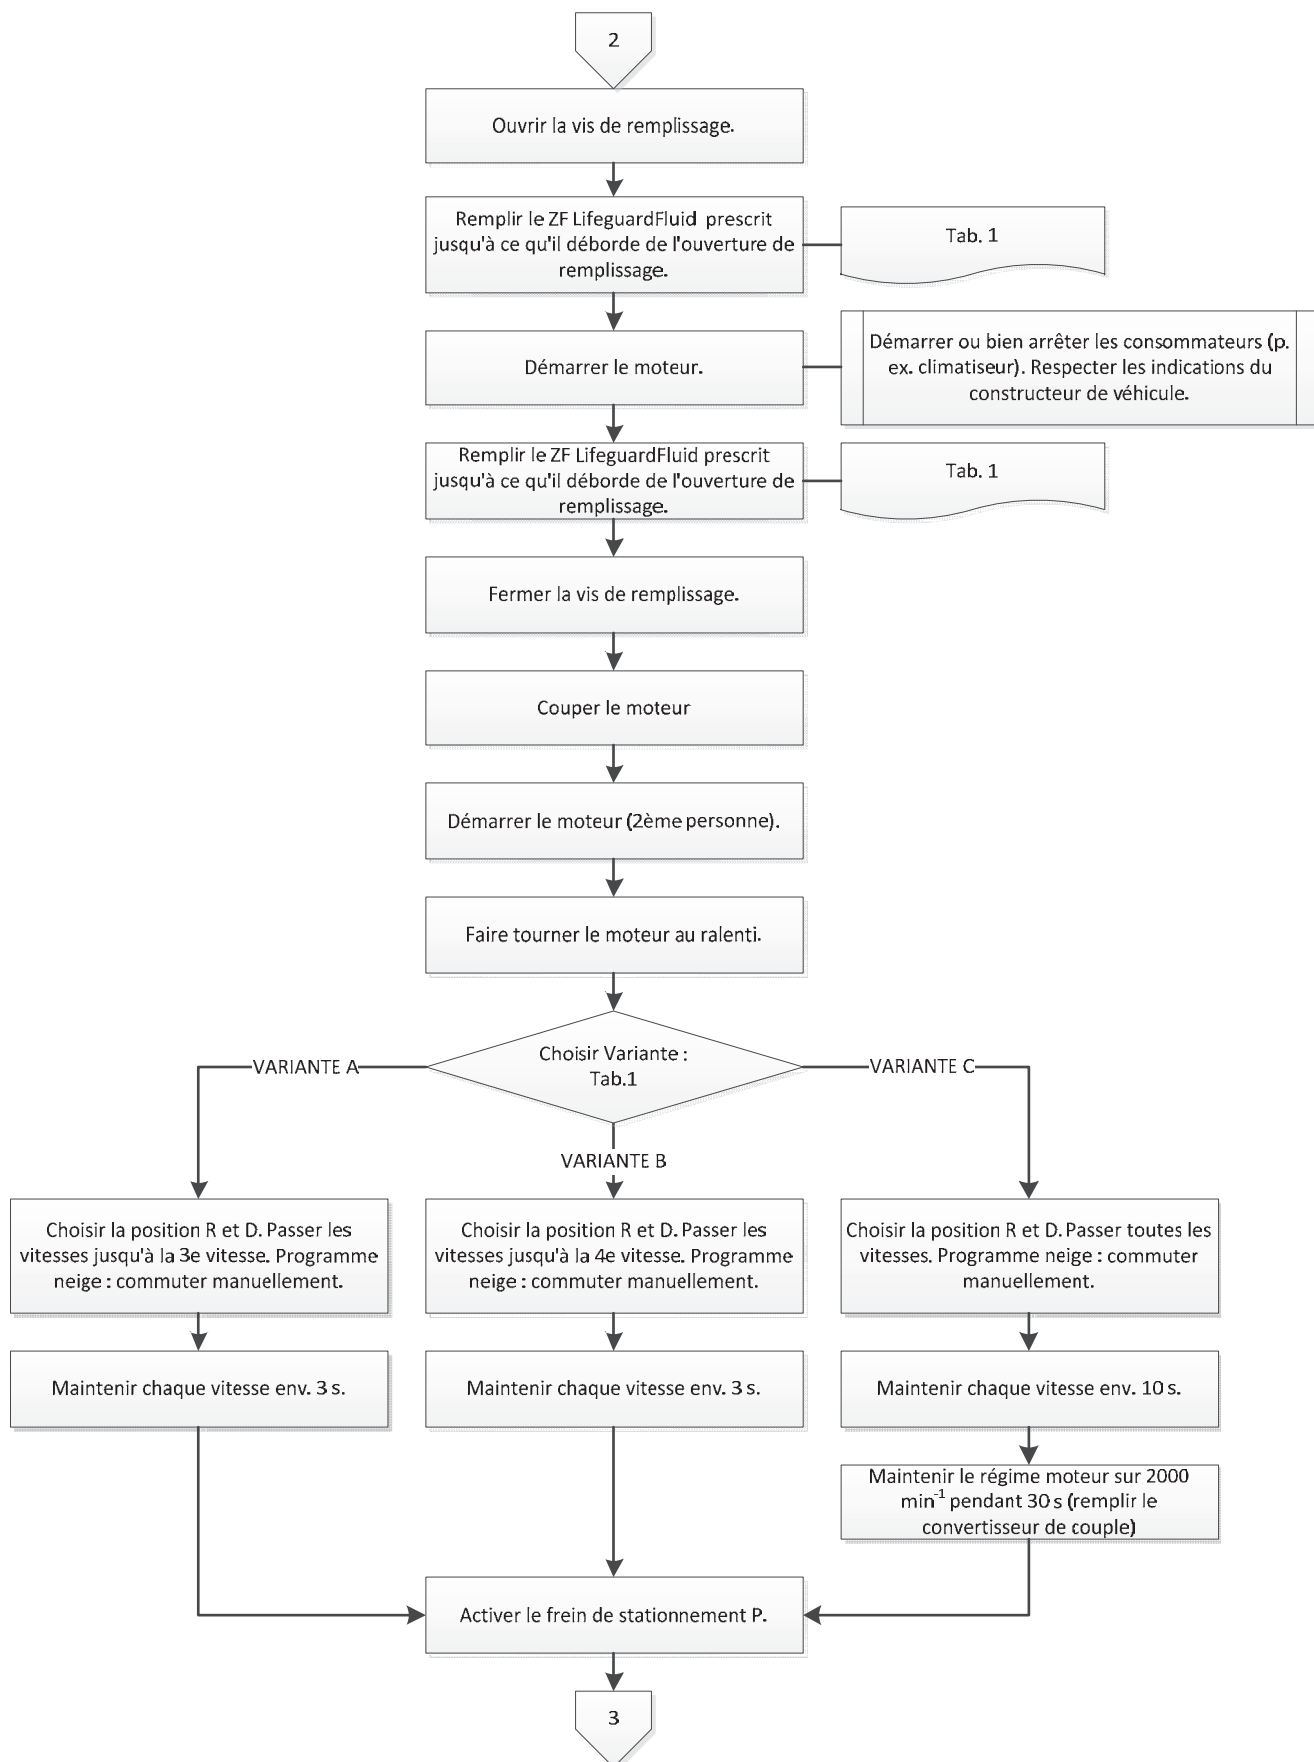 2
Ouvrir la vis de remplissage.
Remplir le ZF LifeguardFluid prescrit
jusqu'à ce qu'il déborde de l'ouverture de
remplissage.
Tab. 1
Démarrer le moteur.
Démarrer ou bien arrêter les consommateurs (p.
ex. climatiseur). Respecter les indications du
constructeur de véhicule.
Remplir le ZF LifeguardFluid prescrit
jusqu'à ce qu'il déborde de l'ouverture de
remplissage.
Tab. 1
Fermer la vis de remplissage.
Couper le moteur
Démarrer le moteur (2ème personne).
Faire tourner le moteur au ralenti.
Choisir Variante :
Tab.1
VARIANTE A
VARIANTE B
VARIANTE C
Choisir la position R et D. Passer les
vitesses jusqu'à la 3e vitesse. Programme
neige : commuter manuellement.
Choisir la position R et D. Passer les
vitesses jusqu'à la 4e vitesse. Programme
neige : commuter manuellement.
Choisir la position R et D. Passer toutes les
vitesses. Programme neige : commuter
manuellement.
Maintenir chaque vitesse env. 3 s.
Maintenir chaque vitesse env. 3 s.
Maintenir chaque vitesse env. 10 s.
Maintenir le régime moteur sur 2000
min⁻¹ pendant 30 s (remplir le
convertisseur de couple)
Activer le frein de stationnement P.
3